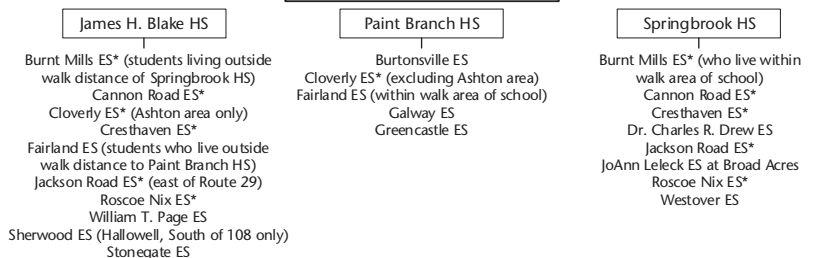 James H. Blake HS
Burnt Mills ES* (students living outside
walk distance of Springbrook HS)
Cannon Road ES*
Cloverly ES* (Ashton area only)
Cresthaven ES*
Fairland ES (students who live outside
walk distance to Paint Branch HS)
Jackson Road ES* (east of Route 29)
Roscoe Nix ES*
William T. Page ES
Sherwood ES (Hallowell, South of 108 only)
Stonegate ES
Paint Branch HS
Burtonsville ES
Cloverly ES* (excluding Ashton area)
Fairland ES (within walk area of school)
Galway ES
Greencastle ES
Springbrook HS
Burnt Mills ES* (who live within
walk area of school)
Cannon Road ES*
Cresthaven ES*
Dr. Charles R. Drew ES
Jackson Road ES*
JoAnn Leleck ES at Broad Acres
Roscoe Nix ES*
Westover ES